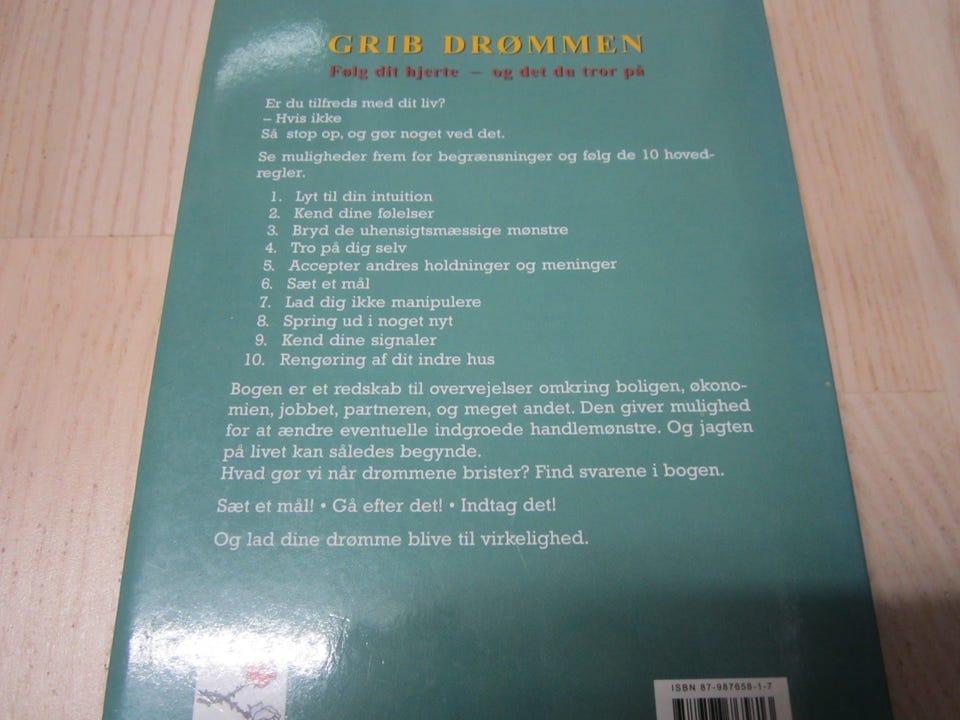 GRIB DRØMMEN
Følg dit hjerte – og det du tror på
Er du tilfreds med dit liv?
– Hvis ikke
Så stop op, og gør noget ved det.
Se muligheder frem for begrænsninger og følg de 10 hoved-
regler.
1. Lyt til din intuition
2. Kend dine følelser
3. Bryd de uhensigtsmæssige mønstre
4. Tro på dig selv
5. Accepter andres holdninger og meninger
6. Sæt et mål
7. Lad dig ikke manipulere
8. Spring ud i noget nyt
9. Kend dine signaler
10. Rengøring af dit indre hus
Bogen er et redskab til overvejelser omkring boligen, økono-
mien, jobbet, partneren, og meget andet. Den giver mulighed
for at ændre eventuelle indgroede handlemønstre. Og jagten
på livet kan således begynde.
Hvad gør vi når drømmene brister? Find svarene i bogen.
Sæt et mål! • Gå efter det! • Indtag det!
Og lad dine drømme blive til virkelighed.
ISBN 87-987658-1-7